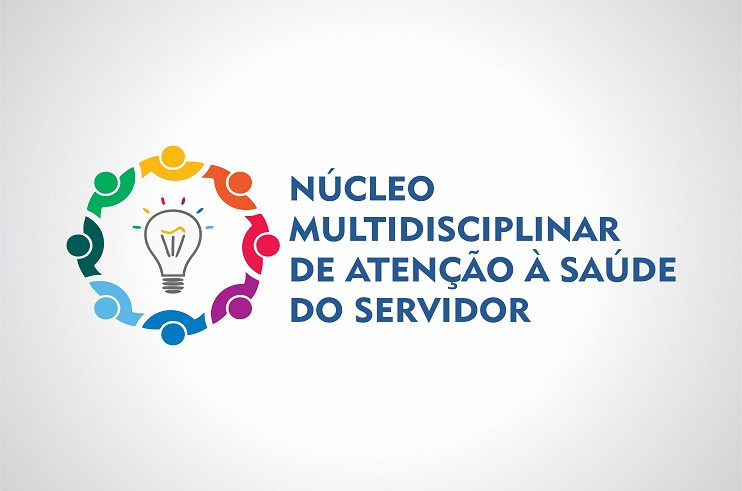 NÚCLEO
MULTIDISCIPLINAR
DE ATENÇÃO À SAÚDE
DO SERVIDOR